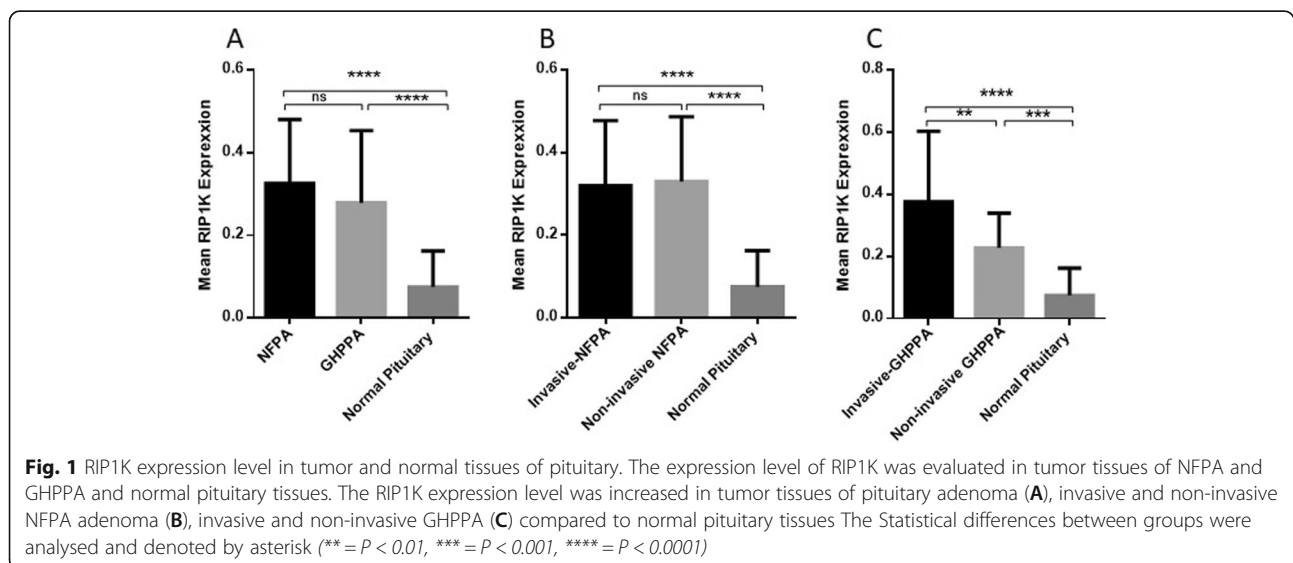 A
Mean RIP1K Exprexxion
0.6
0.4
0.2
0.0
****
ns
****
NFPA
GHPPA
Normal Pituitary
B
Mean RIP1K Exprexxion
0.6
0.4
0.2
0.0
****
ns
****
Invasive-NFPA
Non-invasive NFPA
Normal Pituitary
C
Mean RIP1K Exprexxion
0.8
0.6
0.4
0.2
0.0
****
**
***
Invasive-GHPPA
Non-invasive GHPPA
Normal Pituitary
Fig. 1 RIP1K expression level in tumor and normal tissues of pituitary. The expression level of RIP1K was evaluated in tumor tissues of NFPA and
GHPPA and normal pituitary tissues. The RIP1K expression level was increased in tumor tissues of pituitary adenoma (A), invasive and non-invasive
NFPA adenoma (B), invasive and non-invasive GHPPA (C) compared to normal pituitary tissues The Statistical differences between groups were
analysed and denoted by asterisk (** = P < 0.01, *** = P < 0.001, **** = P < 0.0001)